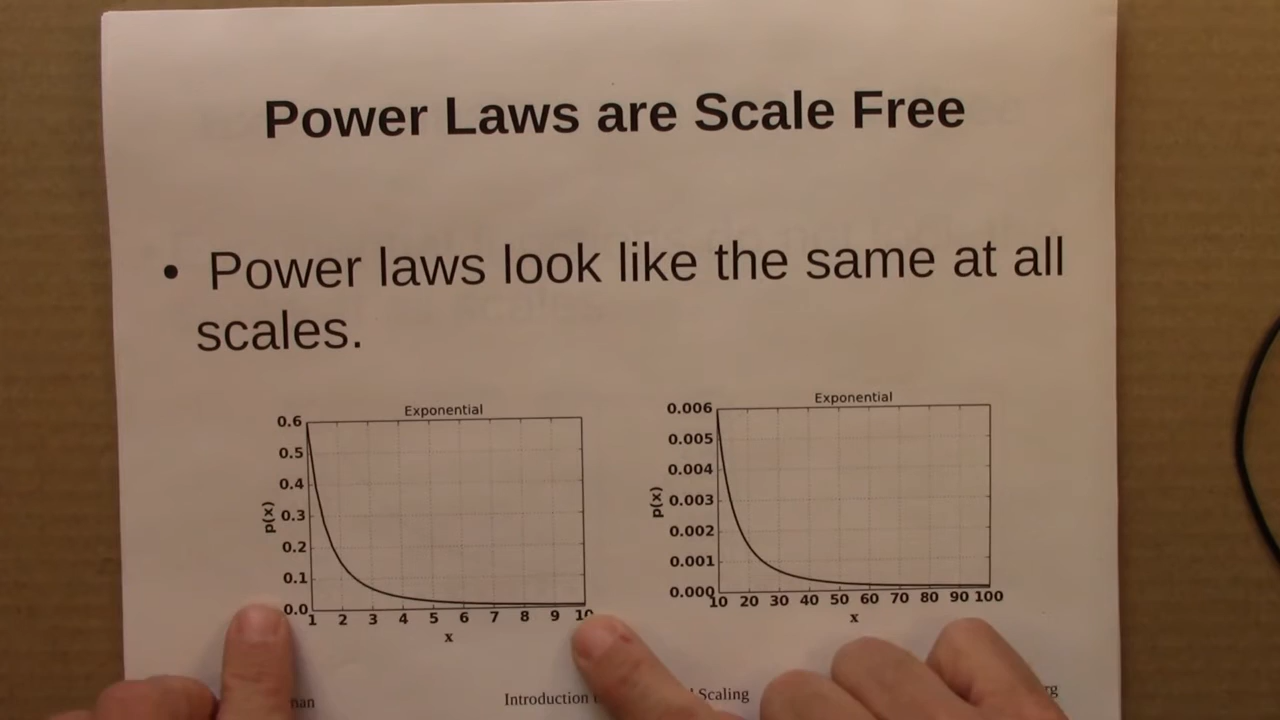 Power Laws are Scale Free
• Power laws look like the same at all
scales.
Exponential
0.6
0.5
0.4
0.3
0.2
0.1
0.0
p(x)
1 2 3 4 5 6 7 8 9 10
x
Exponential
0.006
0.005
0.004
0.003
0.002
0.001
0.000
p(x)
10 20 30 40 50 60 70 80 90 100
x
Introduction Scaling